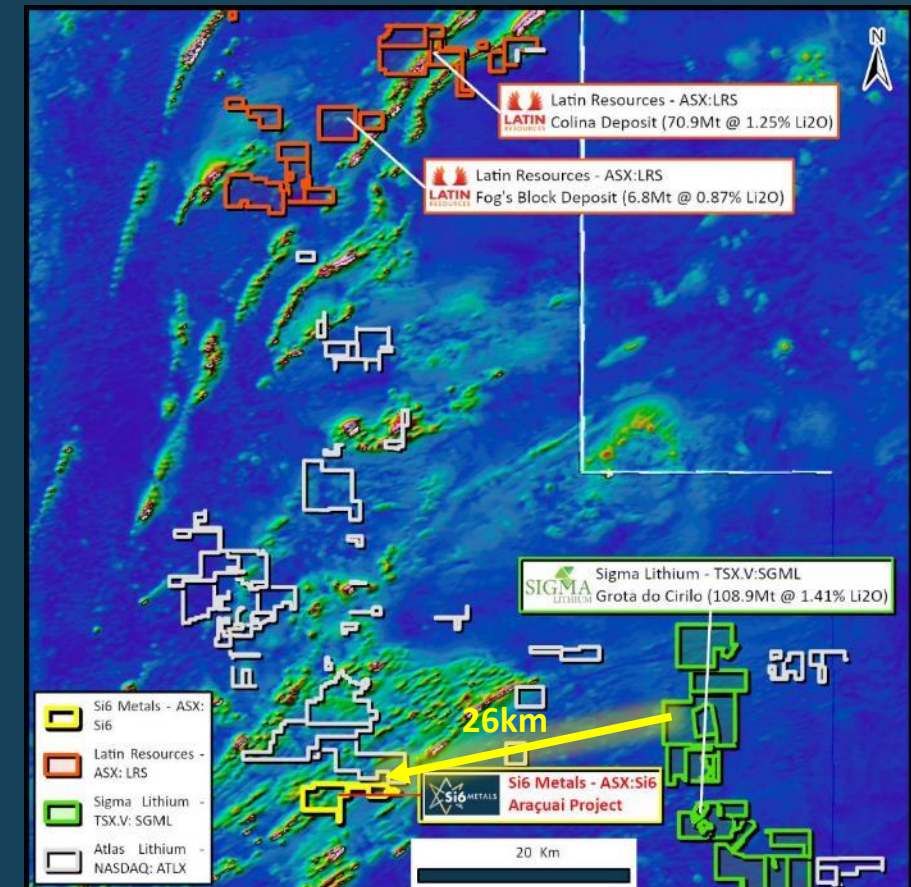 N
LATIN
RESOURCES
Latin Resources - ASX:LRS
Colina Deposit (70.9Mt @ 1.25% Li2O)
LATIN
RESOURCES
Latin Resources - ASX:LRS
Fog's Block Deposit (6.8Mt @ 0.87% Li2O)
SIGMA
LITHIUM
Sigma Lithium - TSX.V:SGML
Grota do Cirilo (108.9Mt @ 1.41% Li2O)
26km
Si6 METALS
Si6 Metals - ASX:Si6
Araçuai Project
Si6 Metals - ASX:
Si6
Latin Resources -
ASX: LRS
Sigma Lithium -
TSX.V: SGML
Atlas Lithium -
NASDAQ: ATLX
20 Km